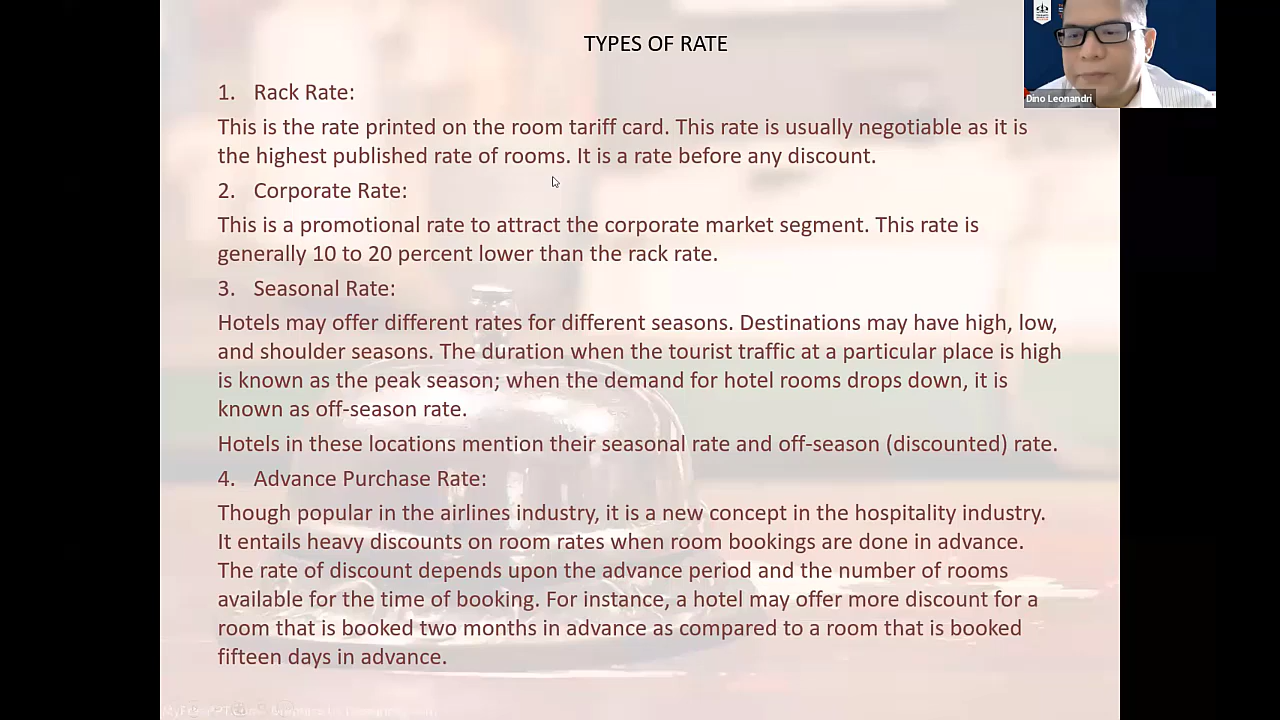 TYPES OF RATE
1. Rack Rate:
This is the rate printed on the room tariff card. This rate is usually negotiable as it is
the highest published rate of rooms. It is a rate before any discount.
2. Corporate Rate:
This is a promotional rate to attract the corporate market segment. This rate is
generally 10 to 20 percent lower than the rack rate.
3. Seasonal Rate:
Hotels may offer different rates for different seasons. Destinations may have high, low,
and shoulder seasons. The duration when the tourist traffic at a particular place is high
is known as the peak season; when the demand for hotel rooms drops down, it is
known as off-season rate.
Hotels in these locations mention their seasonal rate and off-season (discounted) rate.
4. Advance Purchase Rate:
Though popular in the airlines industry, it is a new concept in the hospitality industry.
It entails heavy discounts on room rates when room bookings are done in advance.
The rate of discount depends upon the advance period and the number of rooms
available for the time of booking. For instance, a hotel may offer more discount for a
room that is booked two months in advance as compared to a room that is booked
fifteen days in advance.
Dino Leonandri